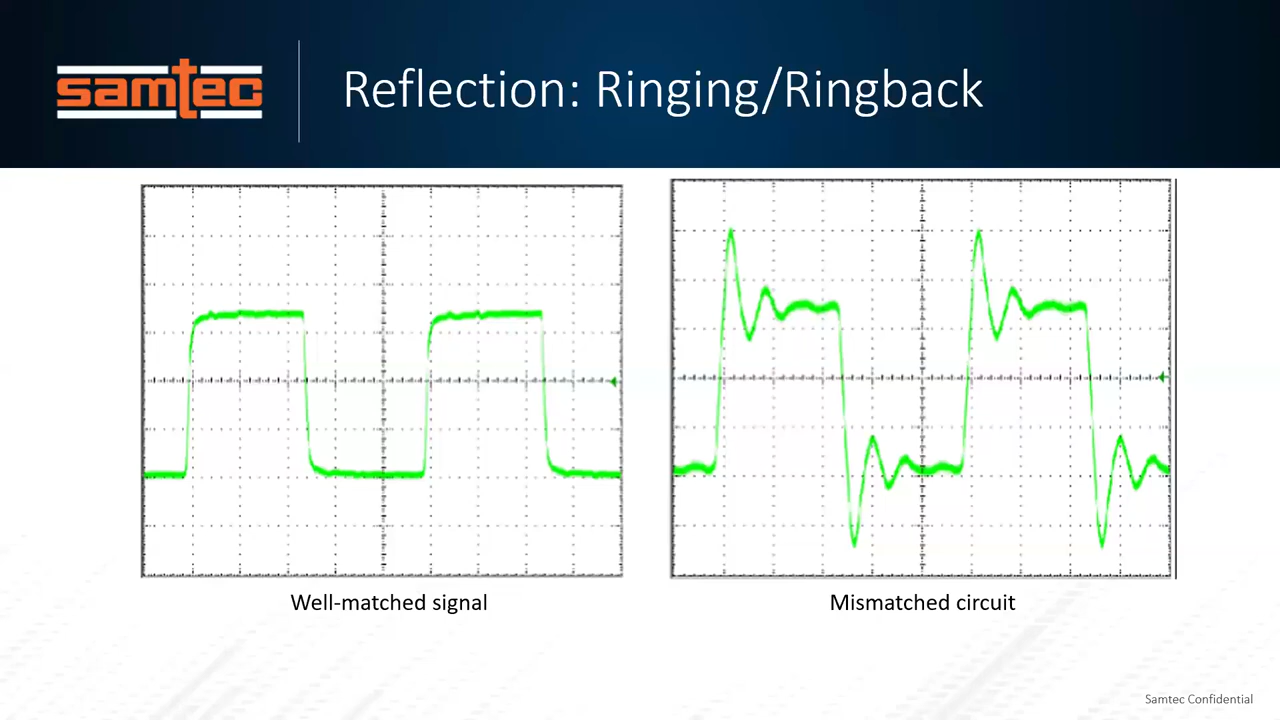 samtec
Reflection: Ringing/Ringback
Well-matched signal
Mismatched circuit
Samtec Confidential